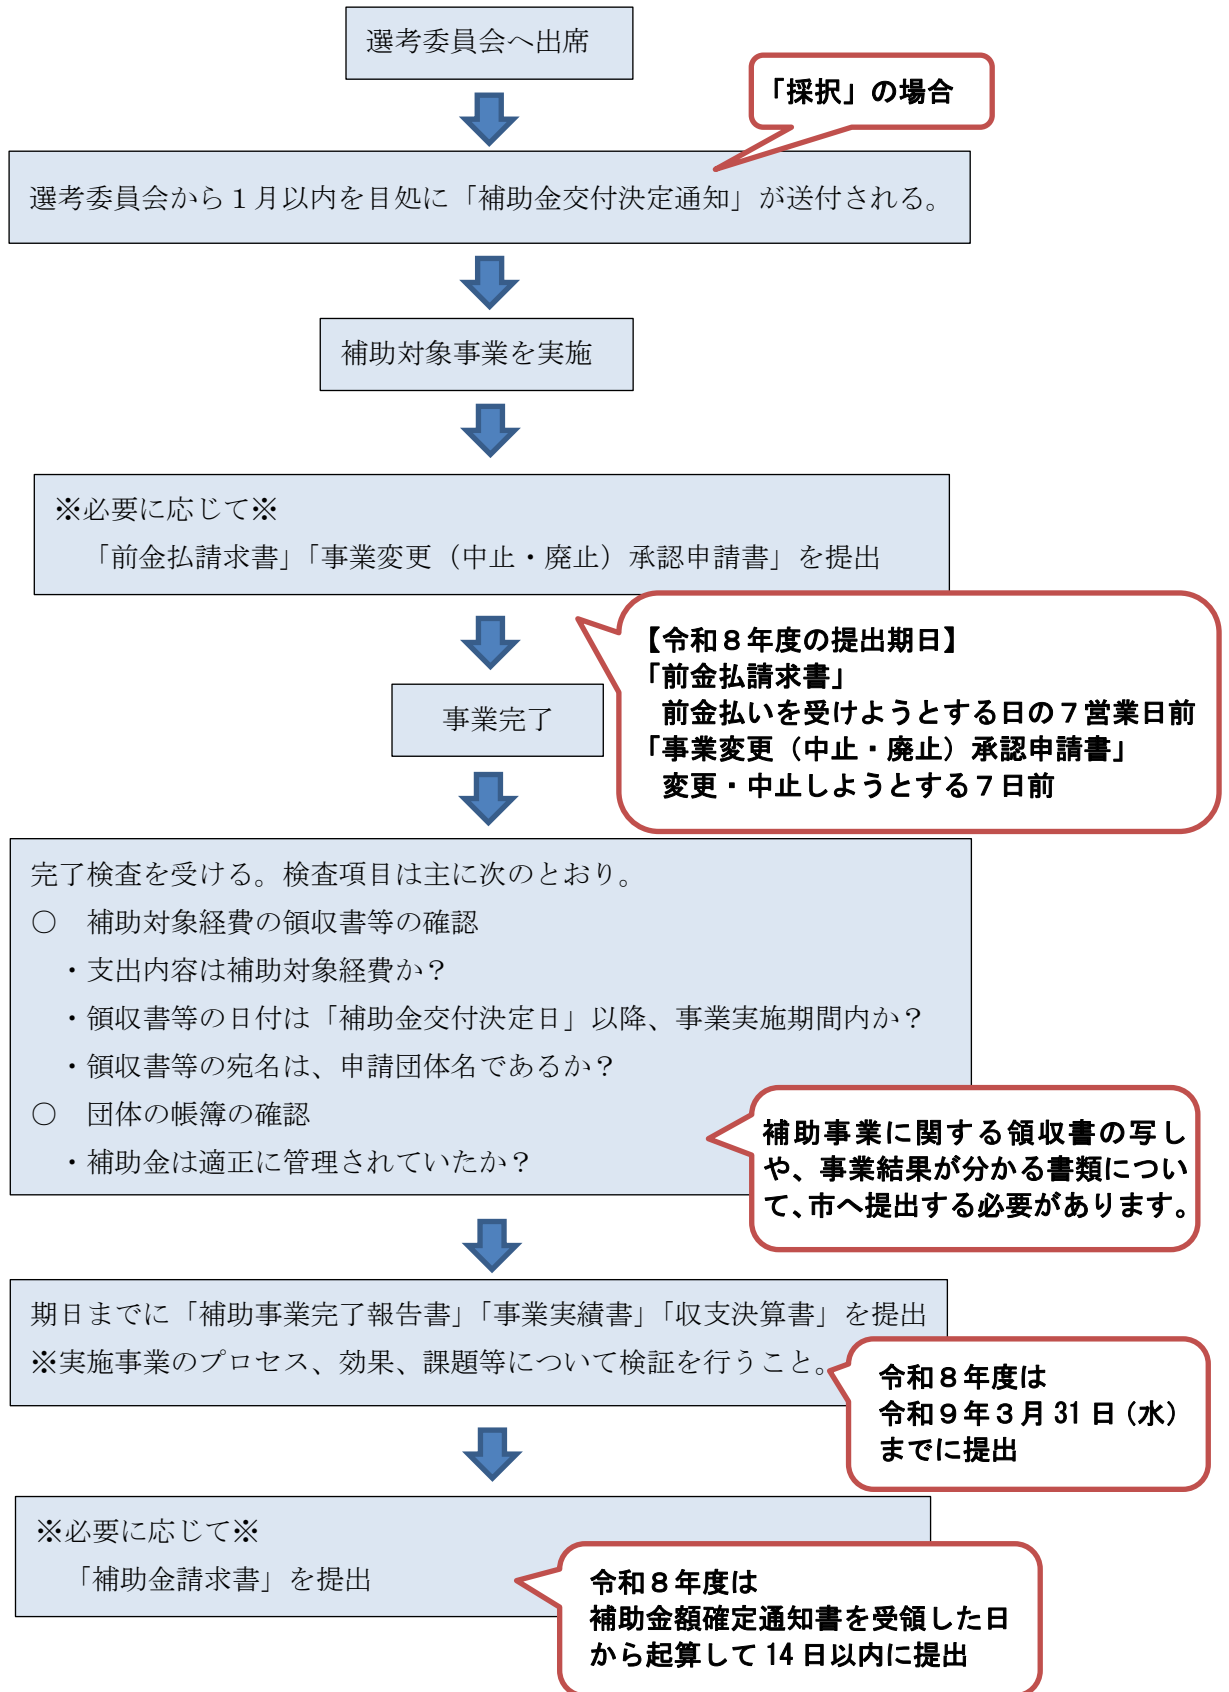 選考委員会へ出席
「採択」の場合
選考委員会から１月以内を目処に「補助金交付決定通知」が送付される。
補助対象事業を実施
※必要に応じて※
「前金払請求書」「事業変更（中止・廃止）承認申請書」を提出
【令和８年度の提出期日】
「前金払請求書」
前金払いを受けようとする日の７営業日前
「事業変更（中止・廃止）承認申請書」
変更・中止しようとする７日前
事業完了
完了検査を受ける。検査項目は主に次のとおり。
○　補助対象経費の領収書等の確認
・支出内容は補助対象経費か？
・領収書等の日付は「補助金交付決定日」以降、事業実施期間内か？
・領収書等の宛名は、申請団体名であるか？
○　団体の帳簿の確認
・補助金は適正に管理されていたか？
補助事業に関する領収書の写し
や、事業結果が分かる書類につい
て、市へ提出する必要があります。
期日までに「補助事業完了報告書」「事業実績書」「収支決算書」を提出
※実施事業のプロセス、効果、課題等について検証を行うこと。
令和８年度は
令和９年３月31日（水）
までに提出
※必要に応じて※
「補助金請求書」を提出
令和８年度は
補助金額確定通知書を受領した日
から起算して14日以内に提出